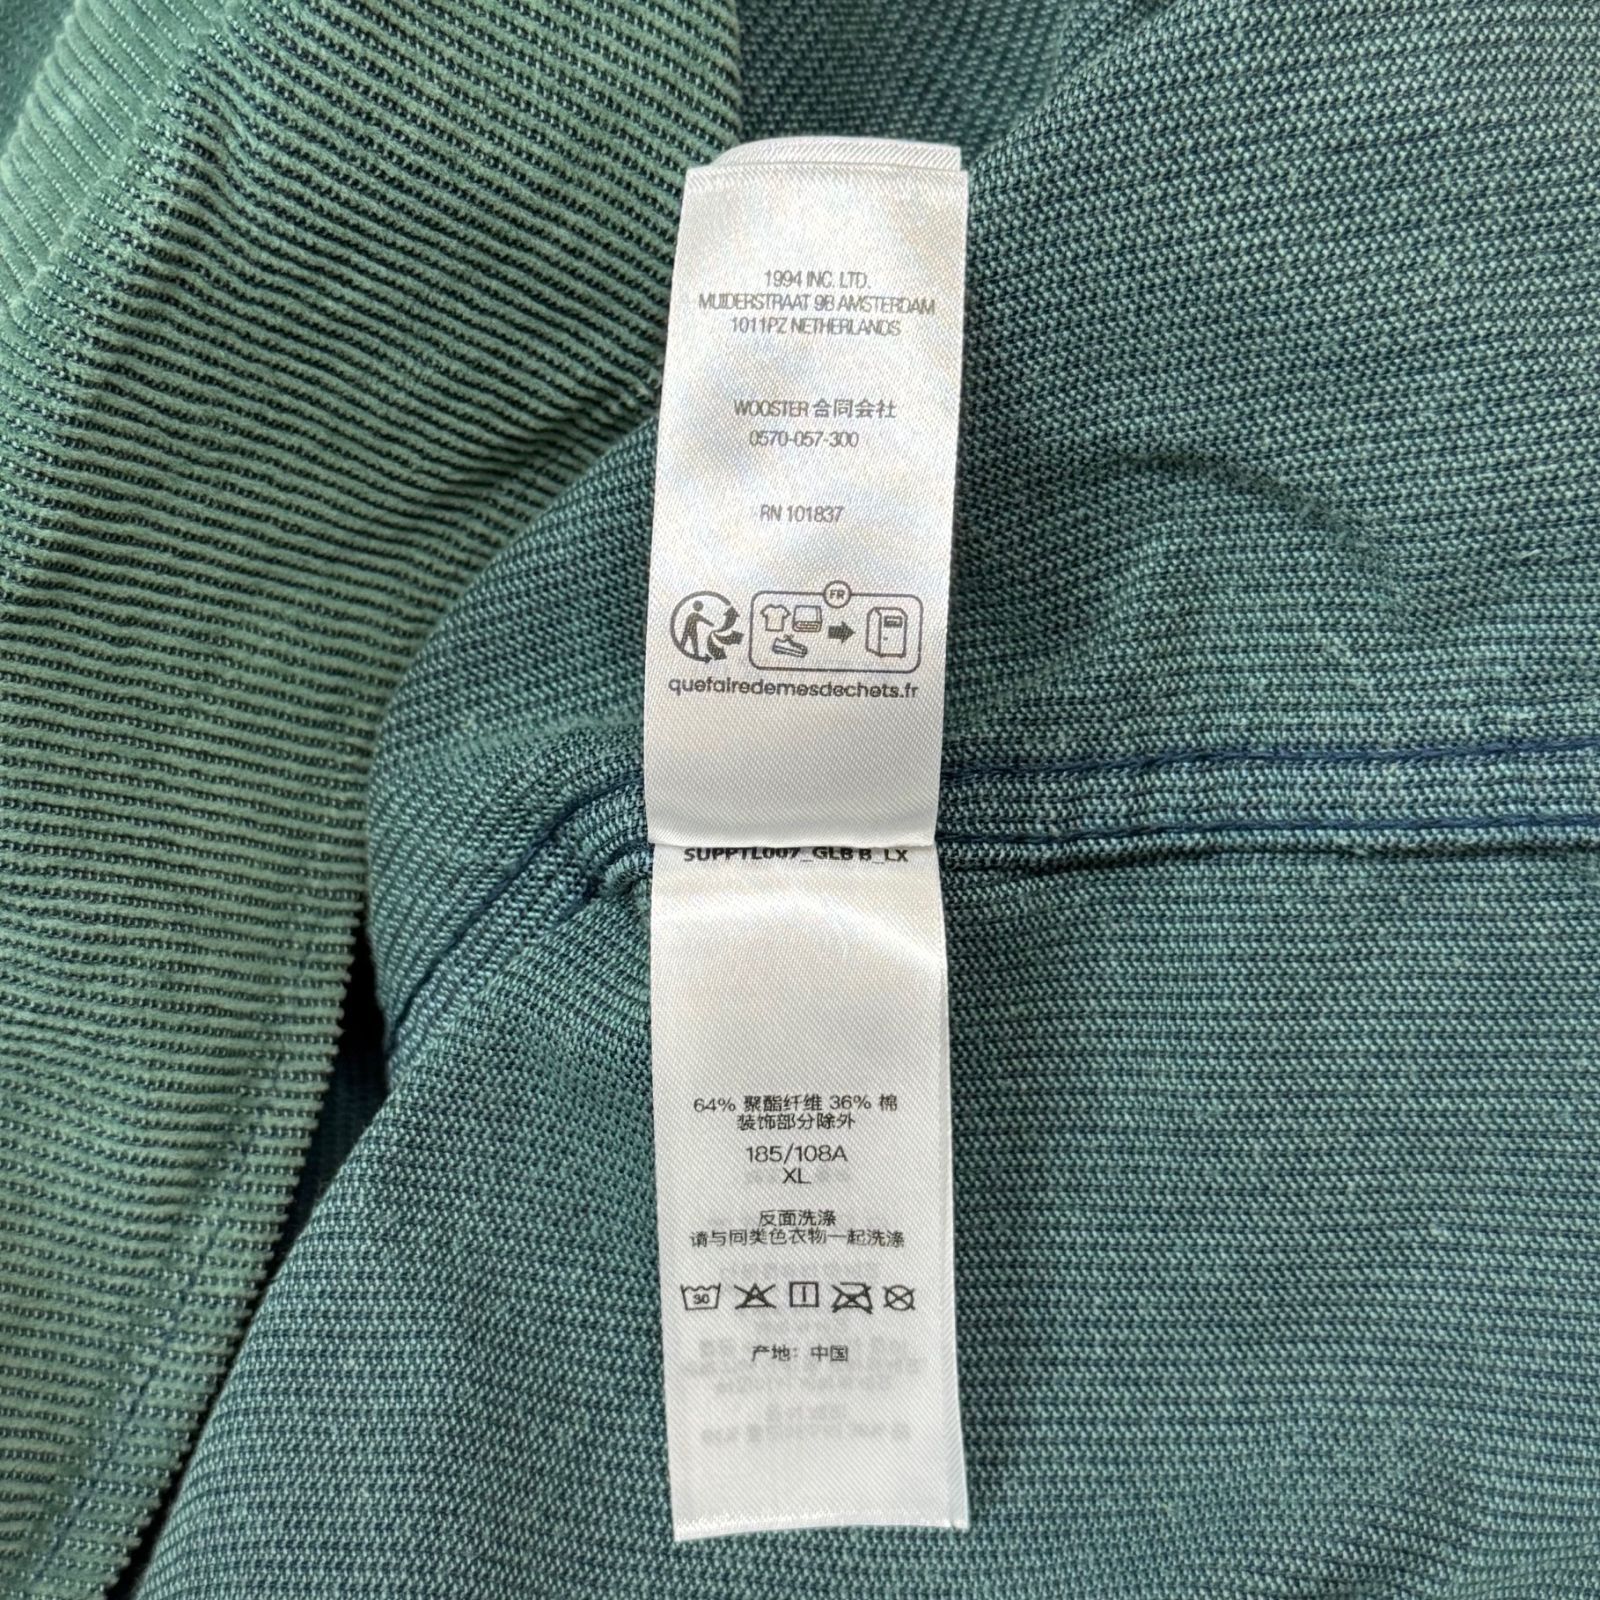 1994 INC. LTD.
MUIDERSTRAAT 9B AMSTERDAM
1011PZ NETHERLANDS
WOOSTER 合同会社
0570-057-300
RN 101837
FR
quefairedemesdechets.fr
SUPPTL007_GLB B_LX
64% 聚酯纤维 36% 棉
装饰部分除外
185/108A
XL
反面洗涤
请与同类色衣物一起洗涤
30
产地：中国